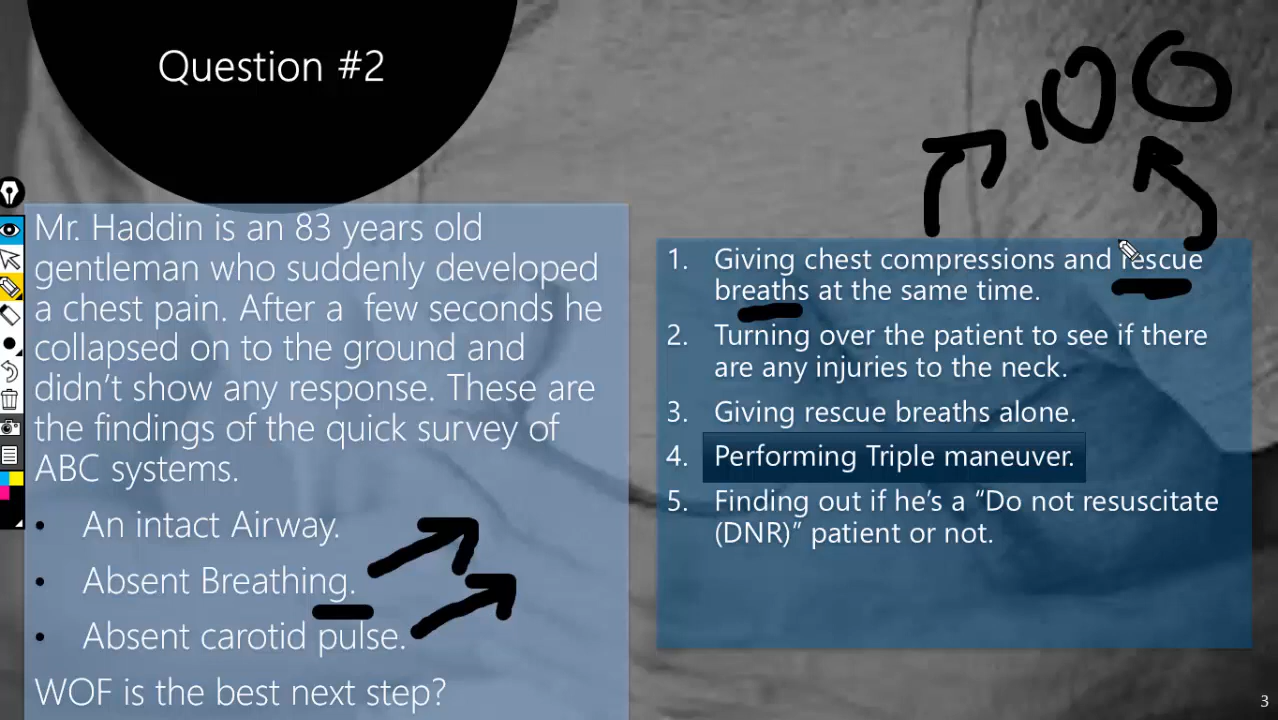 Question #2
Mr. Haddin is an 83 years old
gentleman who suddenly developed
a chest pain. After a few seconds he
collapsed on to the ground and
didn't show any response. These are
the findings of the quick survey of
ABC systems.
• An intact Airway.
• Absent Breathing.
• Absent carotid pulse.
WOF is the best next step?
100
1. Giving chest compressions and rescue
breaths at the same time.
2. Turning over the patient to see if there
are any injuries to the neck.
3. Giving rescue breaths alone.
4. Performing Triple maneuver.
5. Finding out if he's a “Do not resuscitate
(DNR)” patient or not.
3